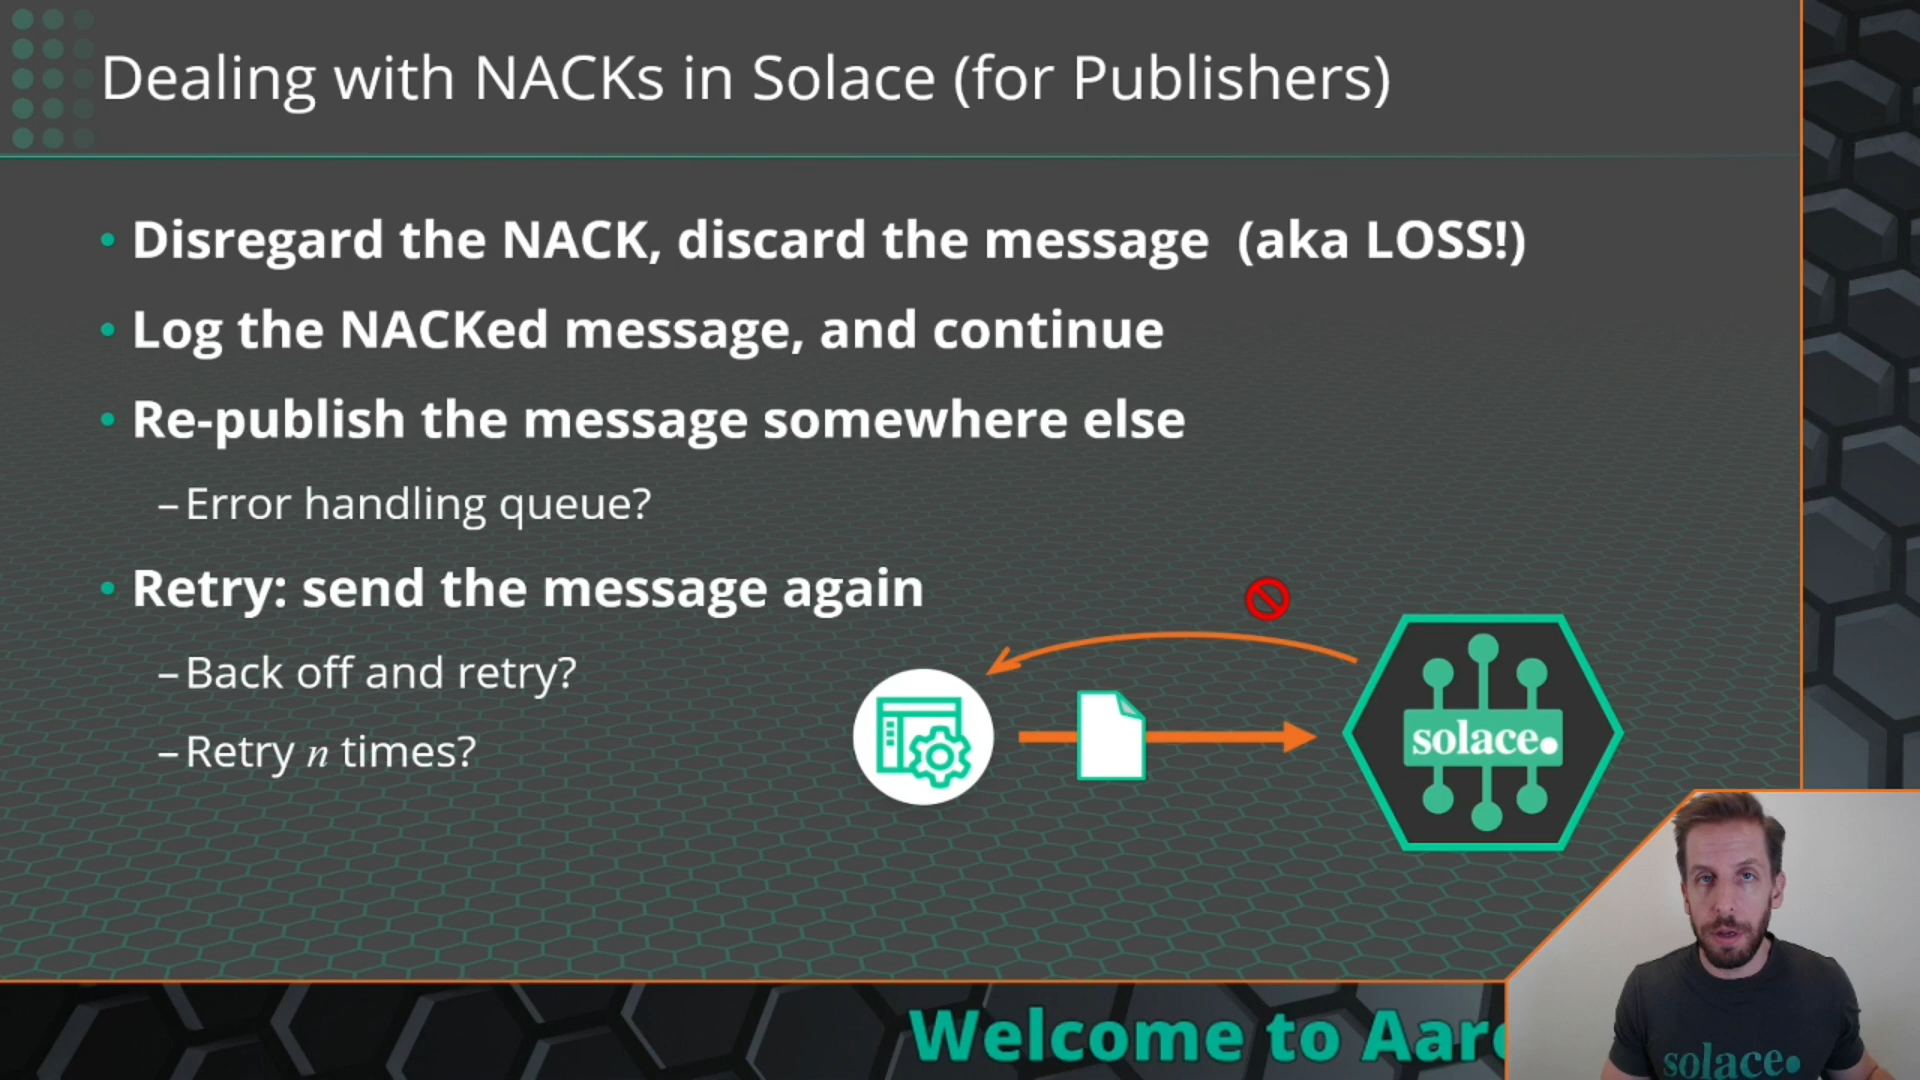 Dealing with NACKs in Solace (for Publishers)
• Disregard the NACK, discard the message (aka LOSS!)
• Log the NACKed message, and continue
• Re-publish the message somewhere else
– Error handling queue?
• Retry: send the message again
– Back off and retry?
– Retry n times?
solace.
Welcome to Aar
solace.